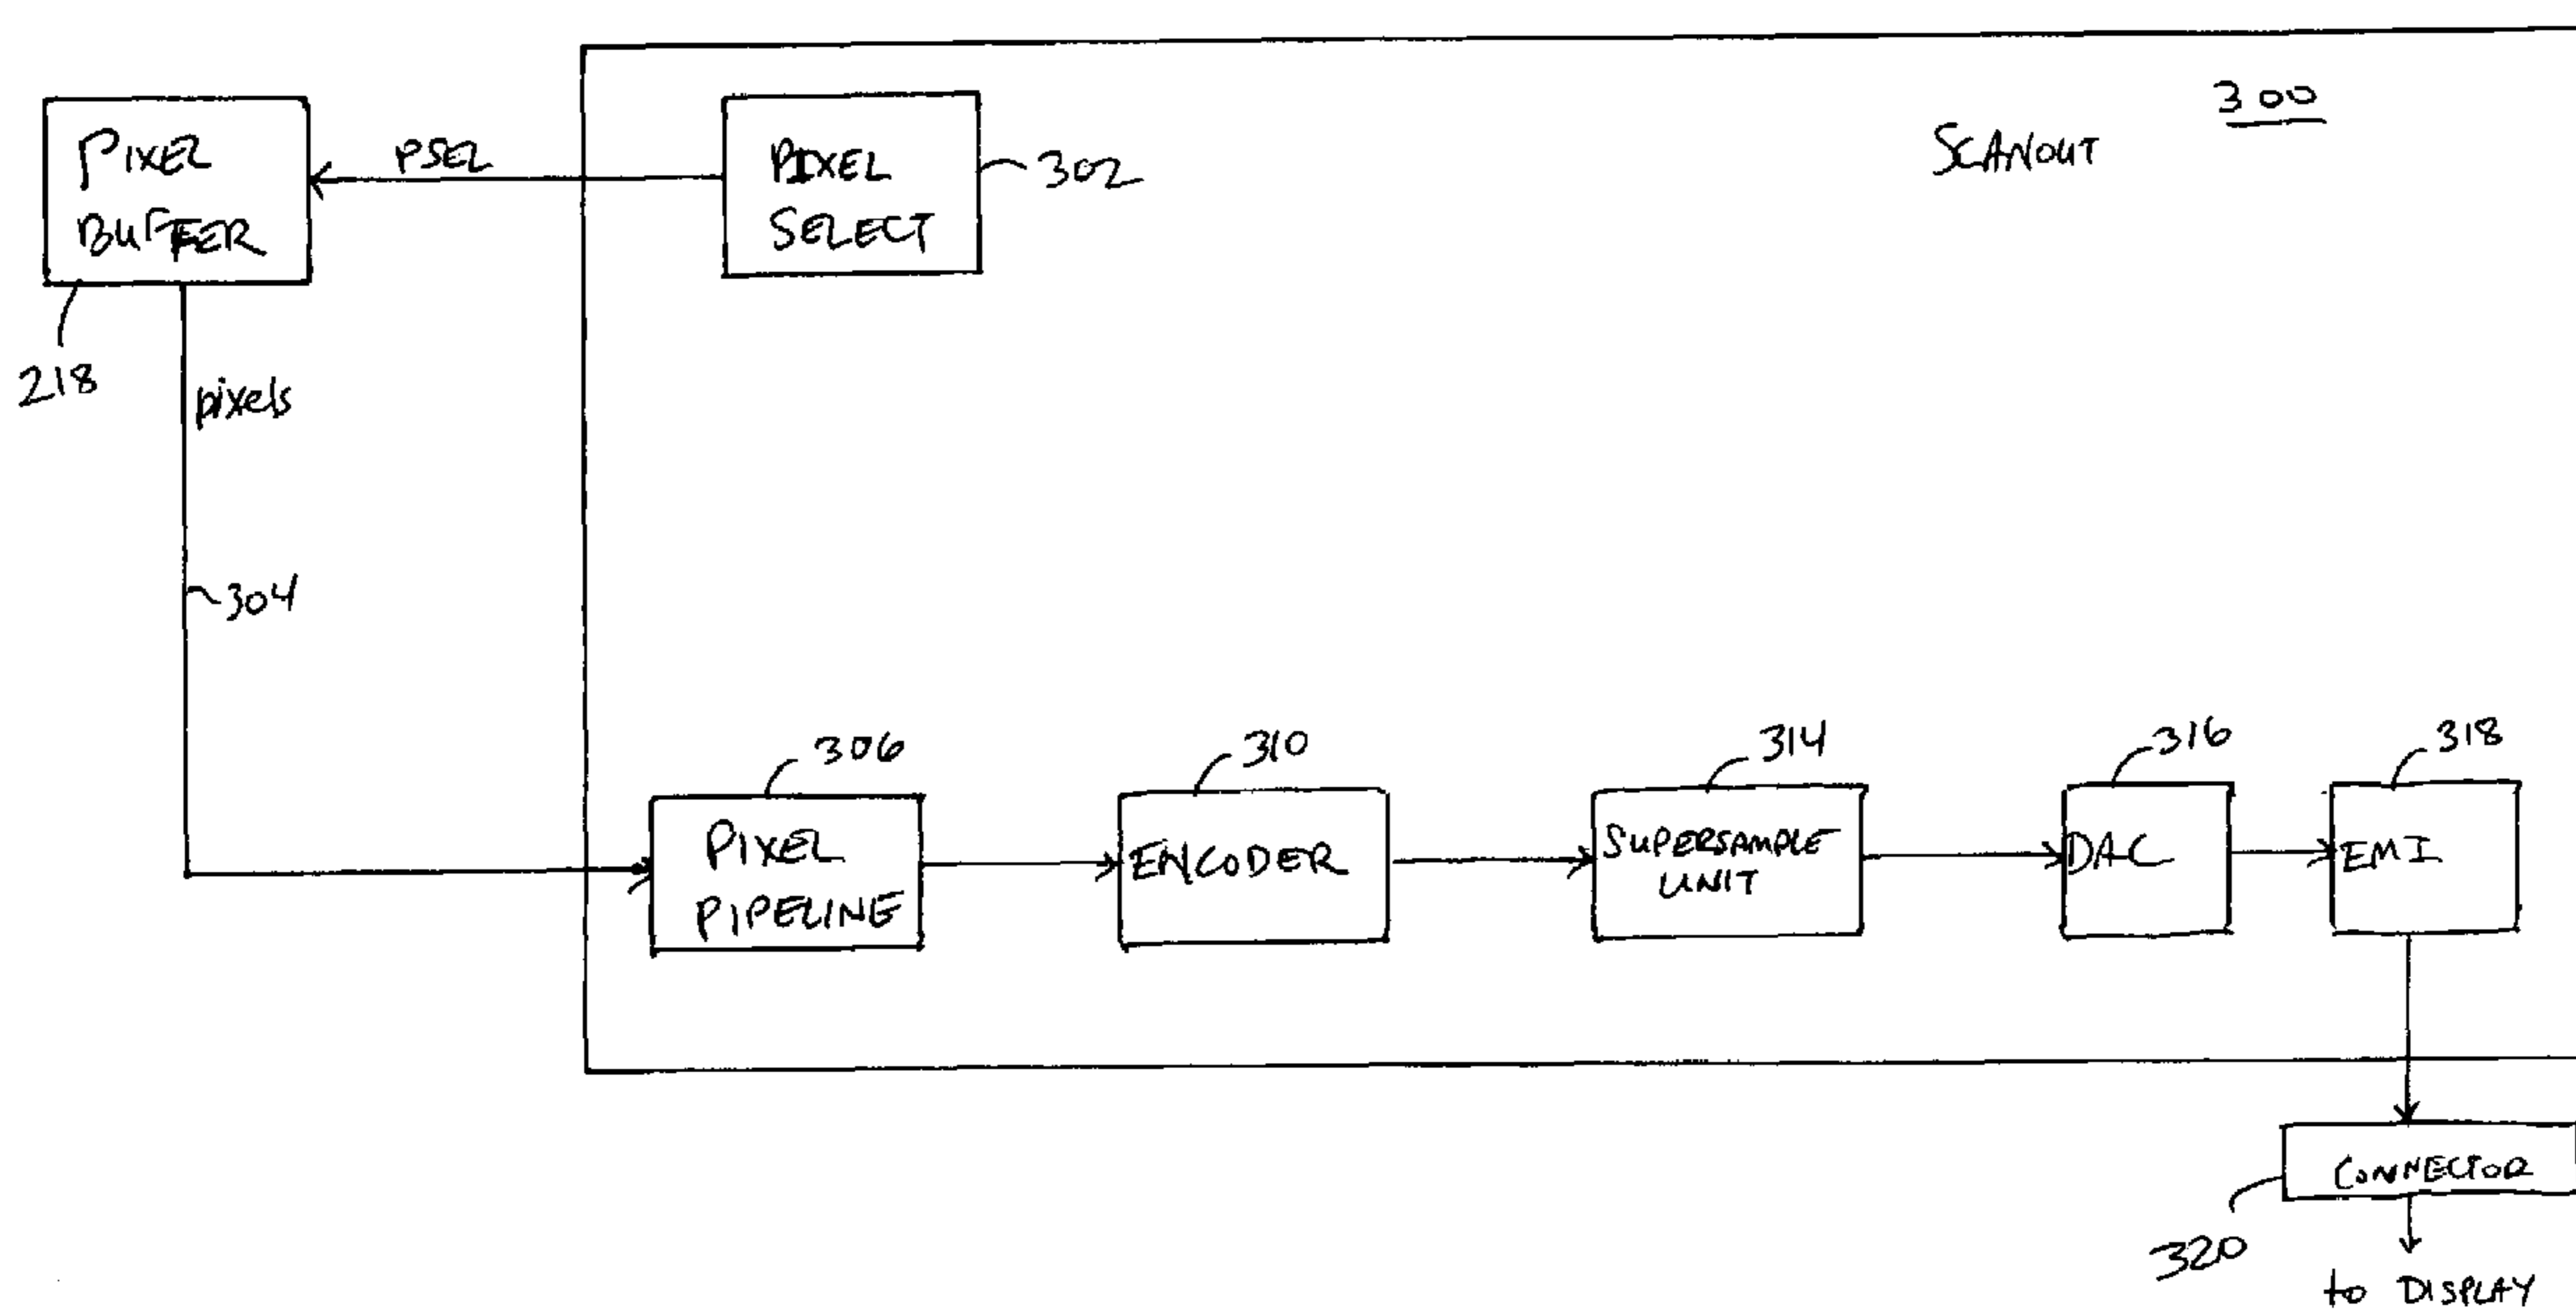 300
SCANOUT
PIXEL
BUFFER
PSEL
PIXEL
SELECT
302
218
pixels
304
306
310
314
316
318
PIXEL
PIPELINE
ENCODER
SUPERSAMPLE
UNIT
DAC
EMI
CONNECTOR
320
to DISPLAY